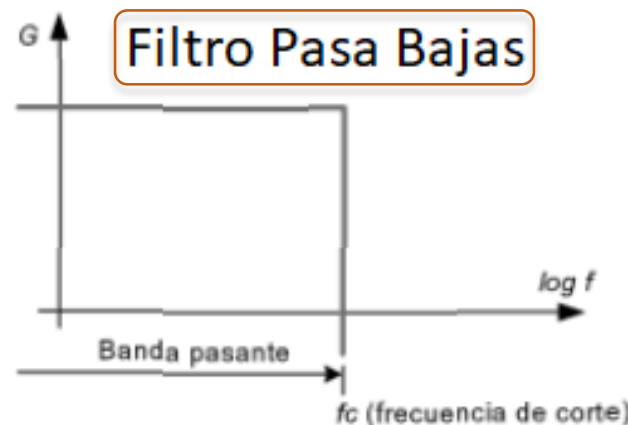 G
Filtro Pasa Bajas
log f
Banda pasante
fc (frecuencia de corte)